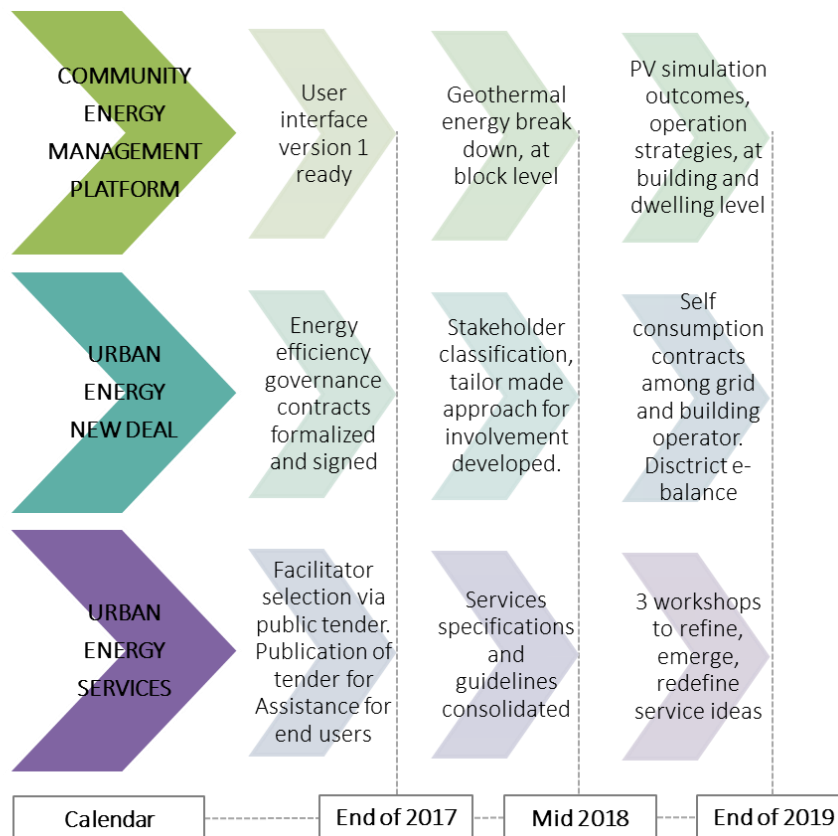 COMMUNITY
ENERGY
MANAGEMENT
PLATFORM
User
interface
version 1
ready
Geothermal
energy break
down, at
block level
PV simulation
outcomes,
operation
strategies, at
building and
dwelling level
URBAN
ENERGY
NEW DEAL
Energy
efficiency
governance
contracts
formalized
and signed
Stakeholder
classification,
tailor made
approach for
involvement
developed.
Self
consumption
contracts
among grid
and building
operator.
Disctrict e-
balance
URBAN
ENERGY
SERVICES
Facilitator
selection via
public tender.
Publication of
tender for
Assistance for
end users
Services
specifications
and
guidelines
consolidated
3 workshops
to refine,
emerge,
redefine
service ideas
Calendar
End of 2017
Mid 2018
End of 2019